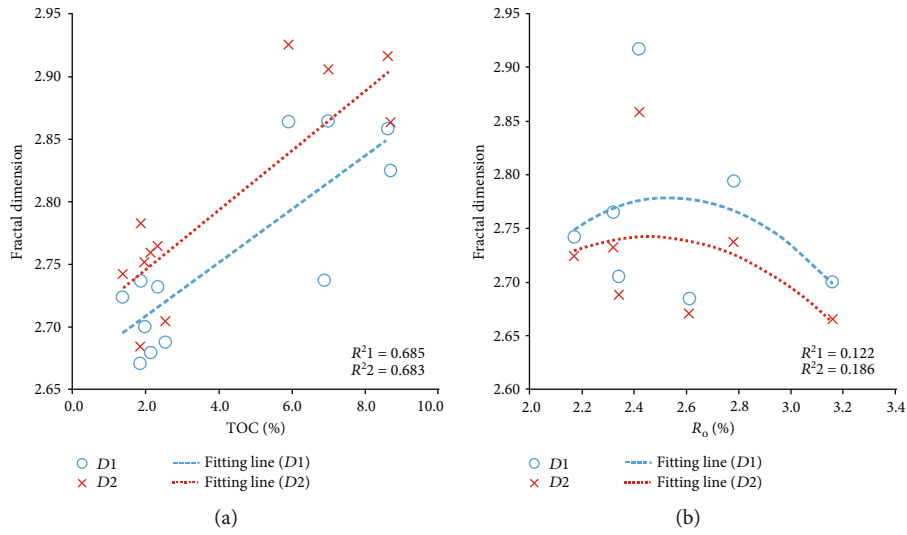 (a)
2.95
2.90
2.85
2.80
2.75
2.70
2.65
Fractal dimension
0.0 2.0 4.0 6.0 8.0 10.0
TOC (%)
R²1 = 0.685
R²2 = 0.683
D1 Fitting line (D1)
D2 Fitting line (D2)
(a)
(b)
2.95
2.90
2.85
2.80
2.75
2.70
2.65
2.60
Fractal dimension
2.0 2.2 2.4 2.6 2.8 3.0 3.2 3.4
Rₒ (%)
R²1 = 0.122
R²2 = 0.186
D1 Fitting line (D1)
D2 Fitting line (D2)
(b)